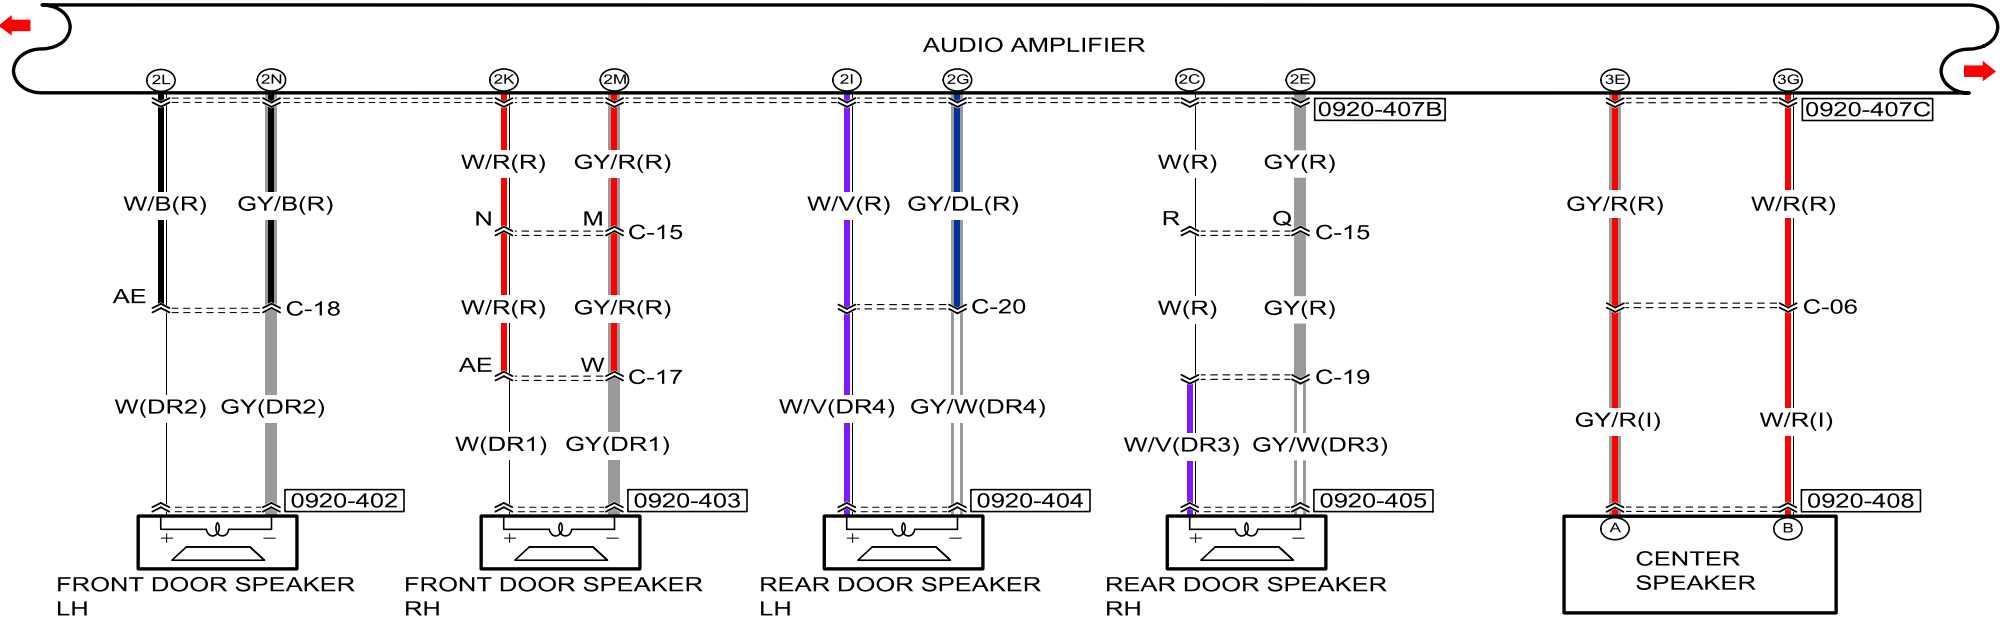 AUDIO AMPLIFIER
2L 2N 2K 2M 2I 2G 2C 2E 3E 3G
0920-407B 0920-407C
W/R(R) GY/R(R) W(R) GY(R)
W/B(R) GY/B(R) W/V(R) GY/DL(R) GY/R(R) W/R(R)
N M C-15 R Q C-15
AE C-18 W/R(R) GY/R(R) C-20 W(R) GY(R) C-06
AE W C-17 C-19
W(DR2) GY(DR2) W/V(DR4) GY/W(DR4) GY/R(I) W/R(I)
W(DR1) GY(DR1) W/V(DR3) GY/W(DR3)
0920-402 0920-403 0920-404 0920-405 0920-408
+ − + − + − + − A B
FRONT DOOR SPEAKER
LH
FRONT DOOR SPEAKER
RH
REAR DOOR SPEAKER
LH
REAR DOOR SPEAKER
RH
CENTER
SPEAKER